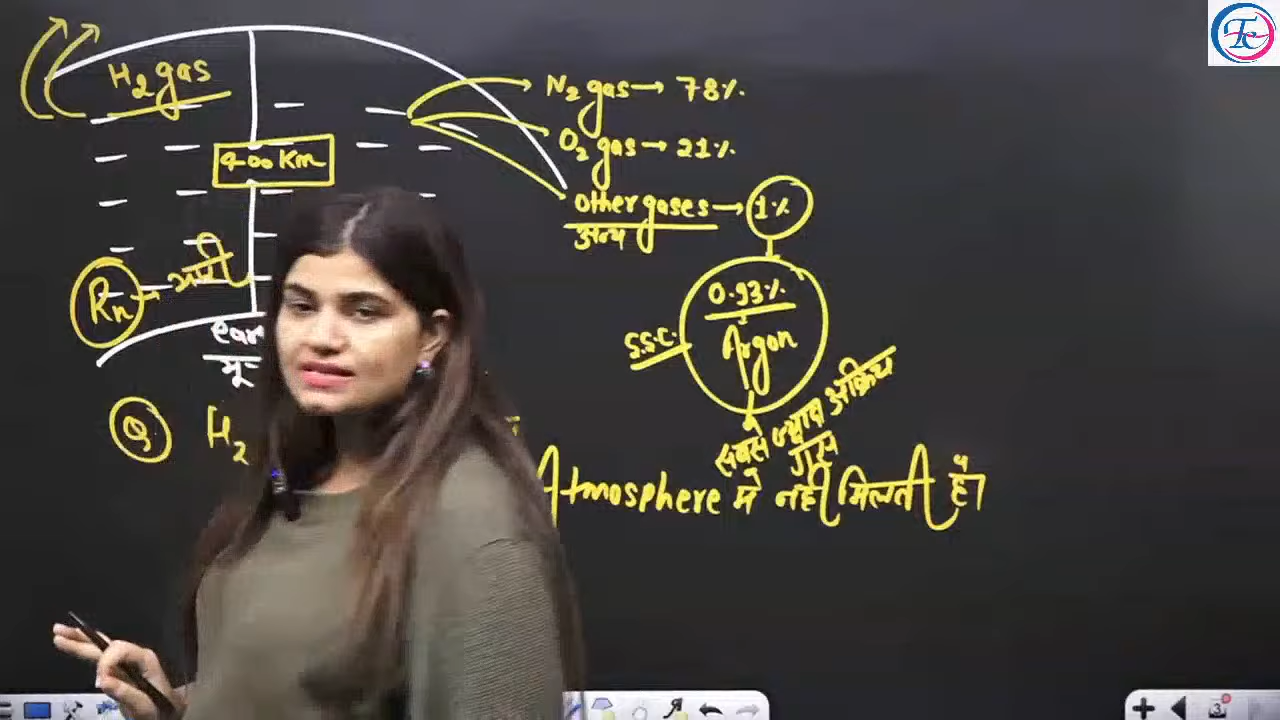 H₂ gas
N₂ gas → 78%.
O₂ gas → 21%.
400 Km
other gases → 1%
अन्य
Rn → भारी
0.93%.
Argon
S.S.C.
सबसे ज्यादा अक्रिय
गैस
Q H₂
Atmosphere मे नहीं मिलती है।